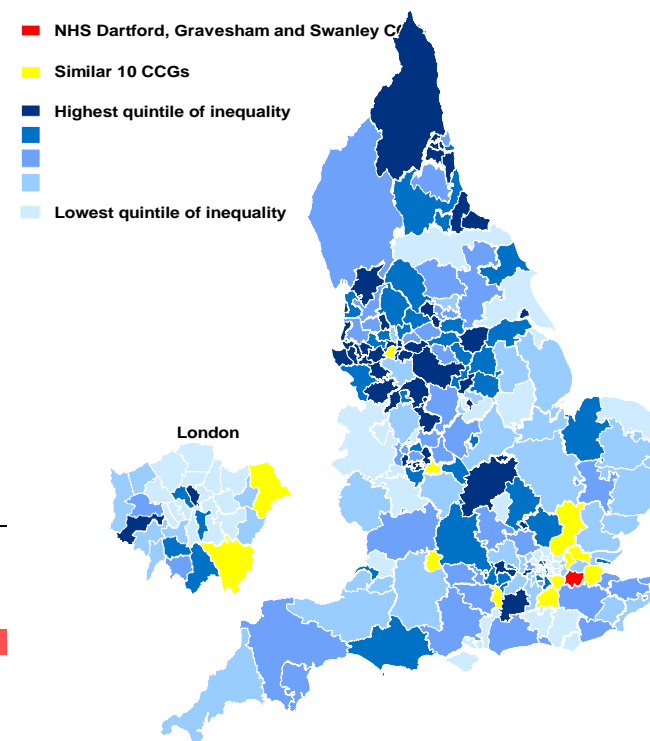 NHS Dartford, Gravesham and Swanley
Similar 10 CCGs
Highest quintile of inequality
Lowest quintile of inequality
London